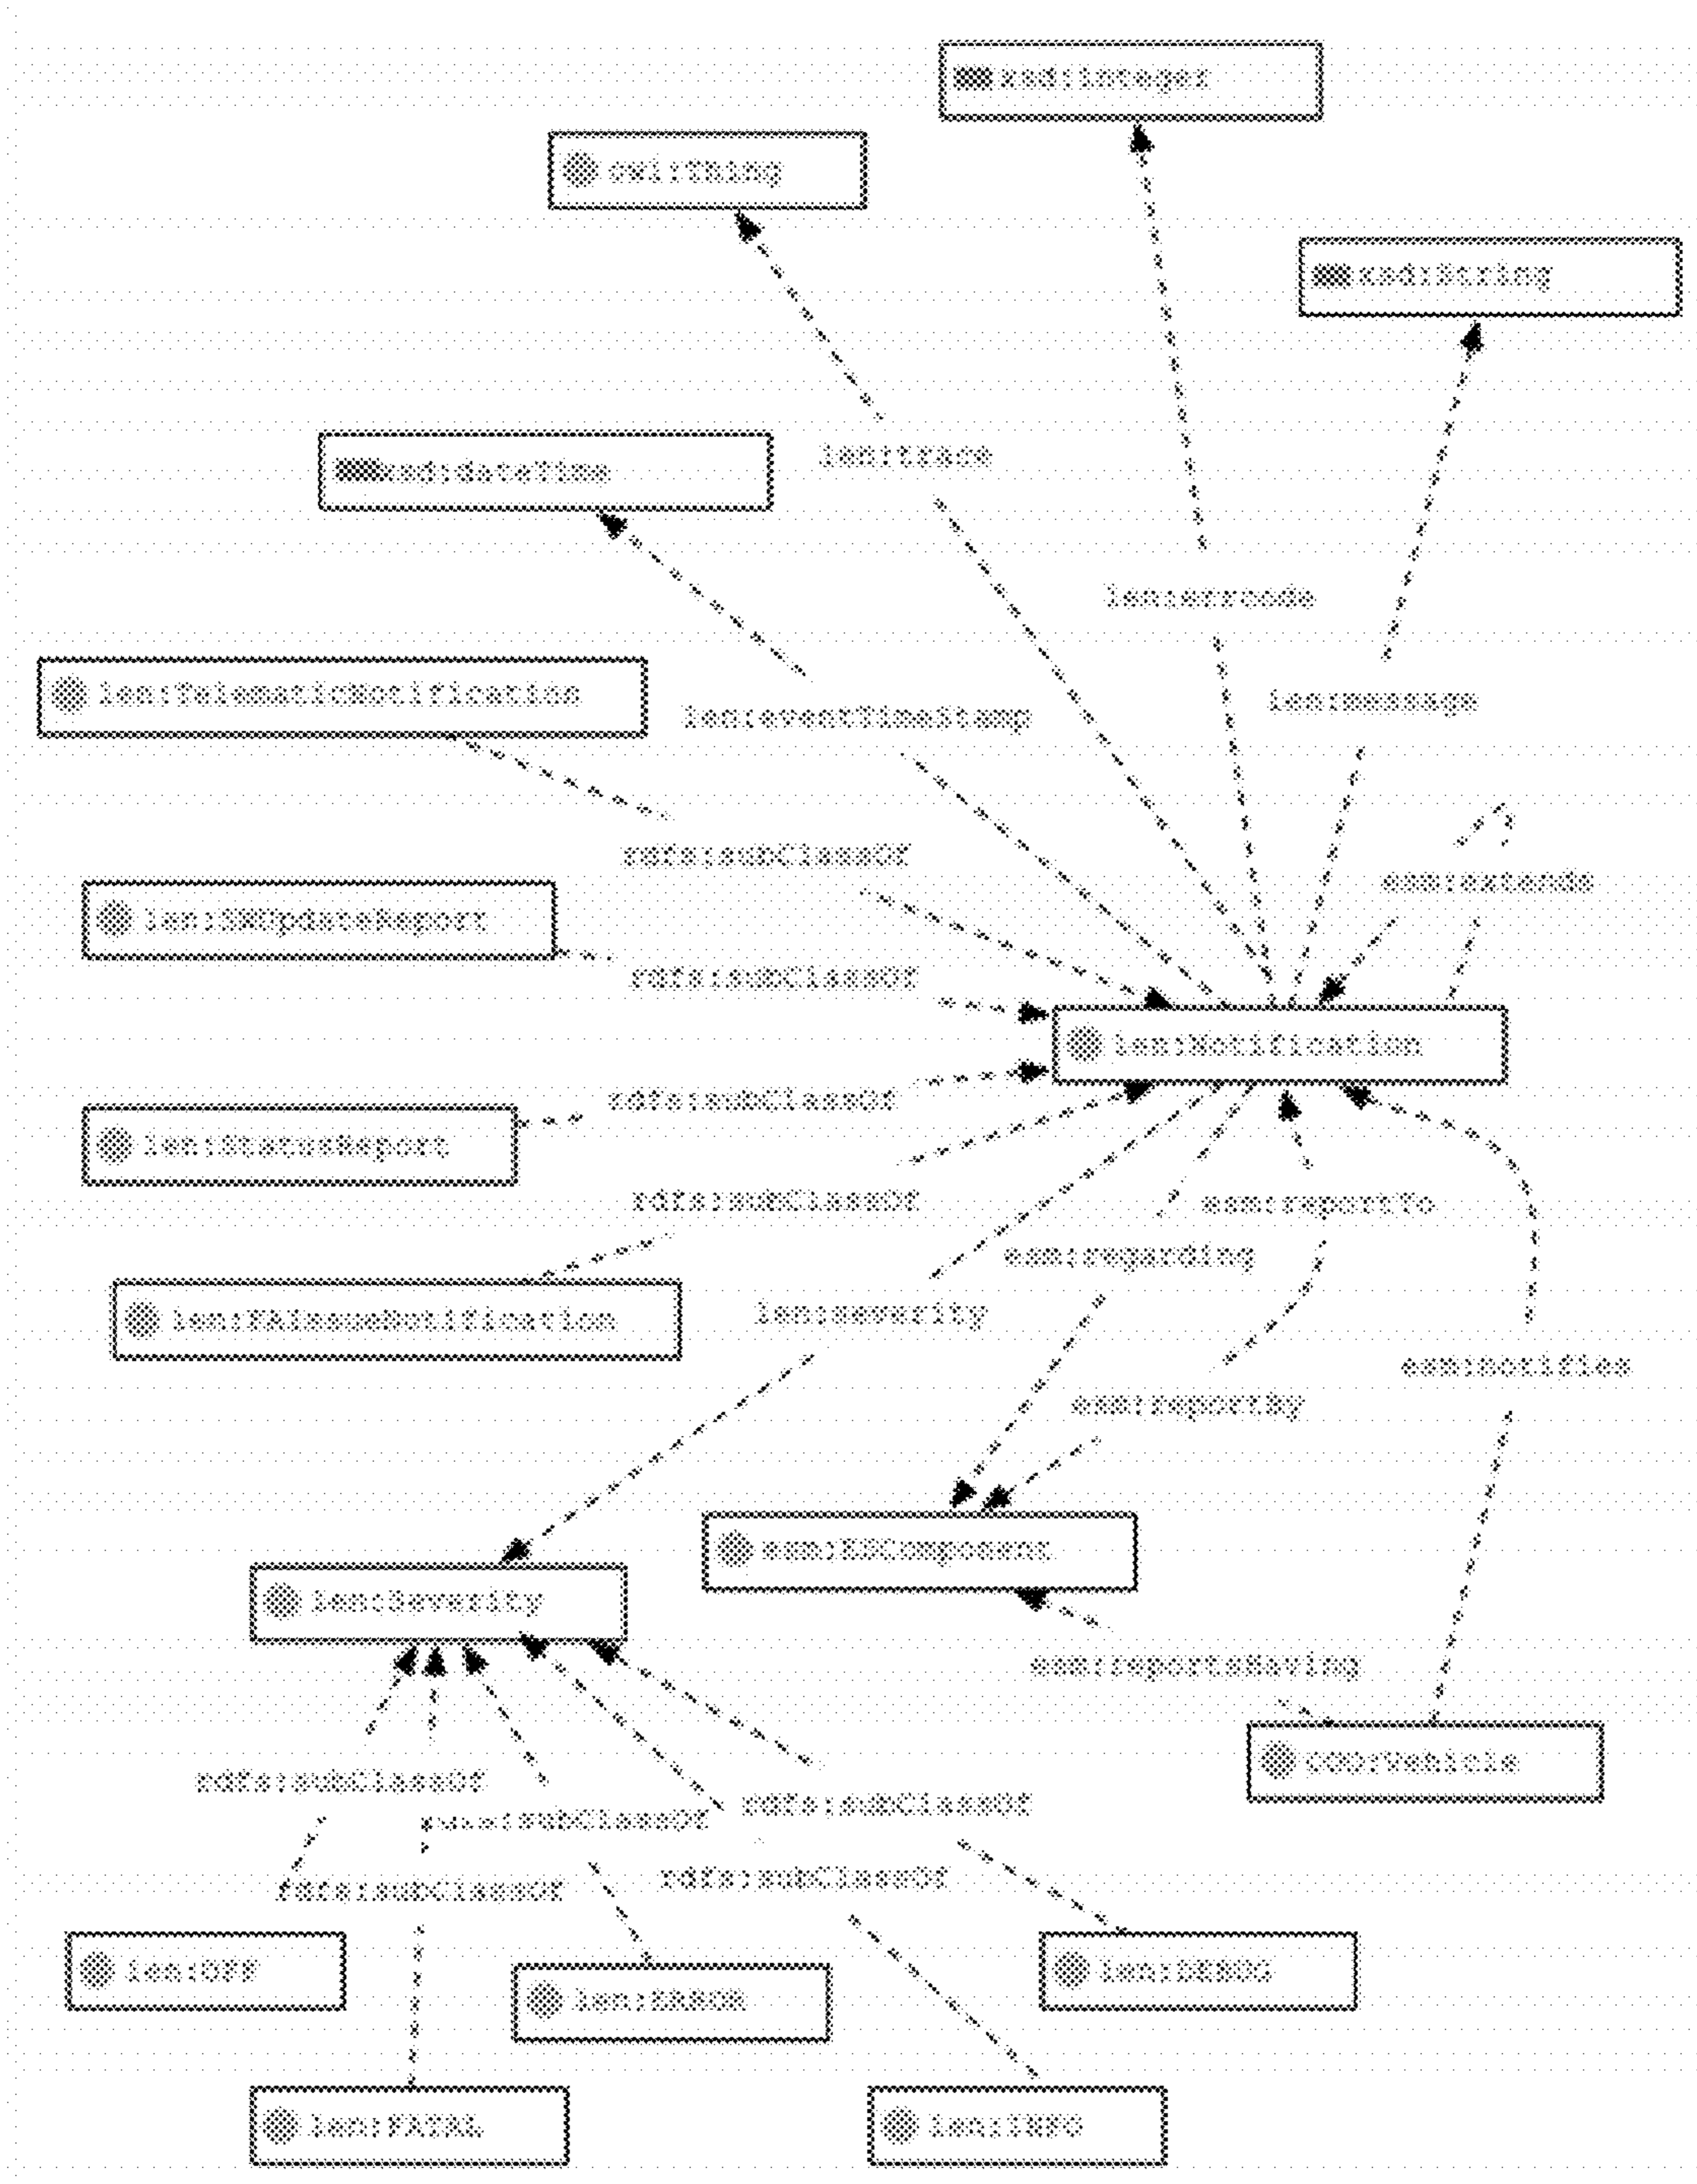 xsd:integer
owl:Thing
xsd:String
len:trace
xsd:dateTime
len:errcode
len:TelematicNotification
len:message
len:eventTimeStamp
rdfs:subClassOf
esm:extends
len:SWUpdateReport
rdfs:subClassOf
len:Notification
rdfs:subClassOf
len:StatusReport
rdfs:subClassOf
esm:reportTo
esm:regarding
len:severity
len:FAIssueNotification
esm:notifies
esm:reportBy
esm:ESComponent
len:Severity
esm:reportsHaving
rdfs:subClassOf
rdfs:subClassOf
:subClassOf
rdfs:subClassOf
rdfs:subClassOf
len:OFF
len:DEBUG
len:ERROR
len:FATAL
len:INFO